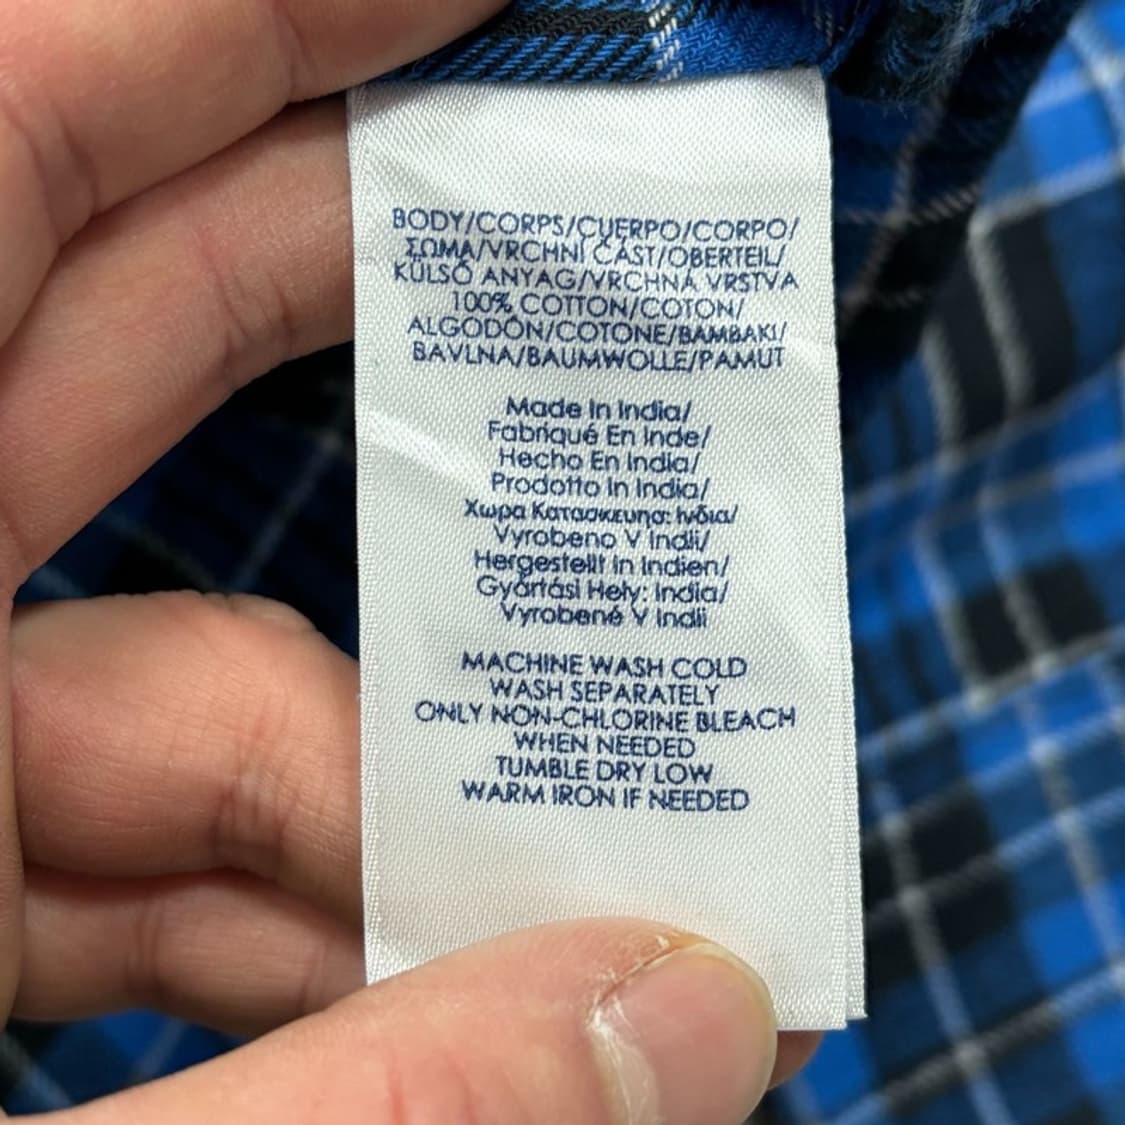 BODY/CORPS/CUERPO/CORPO/
ΣΩΜΑ/VRCHNÍ ČÁST/OBERTEIL/
KÜLSŐ ANYAG/VRCHNÁ VRSTVA
100% COTTON/COTON/
ALGODÓN/COTONE/ΒΑΜΒΑΚΙ/
BAVLNA/BAUMWOLLE/PAMUT
Made In India/
Fabriqué En Inde/
Hecho En India/
Prodotto In India/
Χωρα Κατασκευησ: Ινδια/
Vyrobeno V Indii/
Hergestellt In Indien/
Gyártási Hely: India/
Vyrobené V Indii
MACHINE WASH COLD
WASH SEPARATELY
ONLY NON-CHLORINE BLEACH
WHEN NEEDED
TUMBLE DRY LOW
WARM IRON IF NEEDED